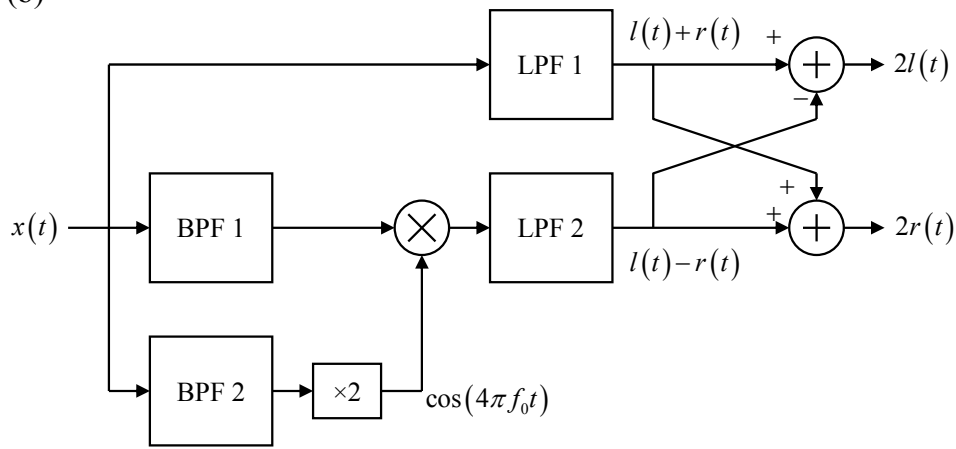 l(t)+r(t)
+
LPF 1
+
2l(t)
−
x(t)
BPF 1
×
LPF 2
+
+
+
2r(t)
l(t)−r(t)
BPF 2
×2
cos(4πf₀t)